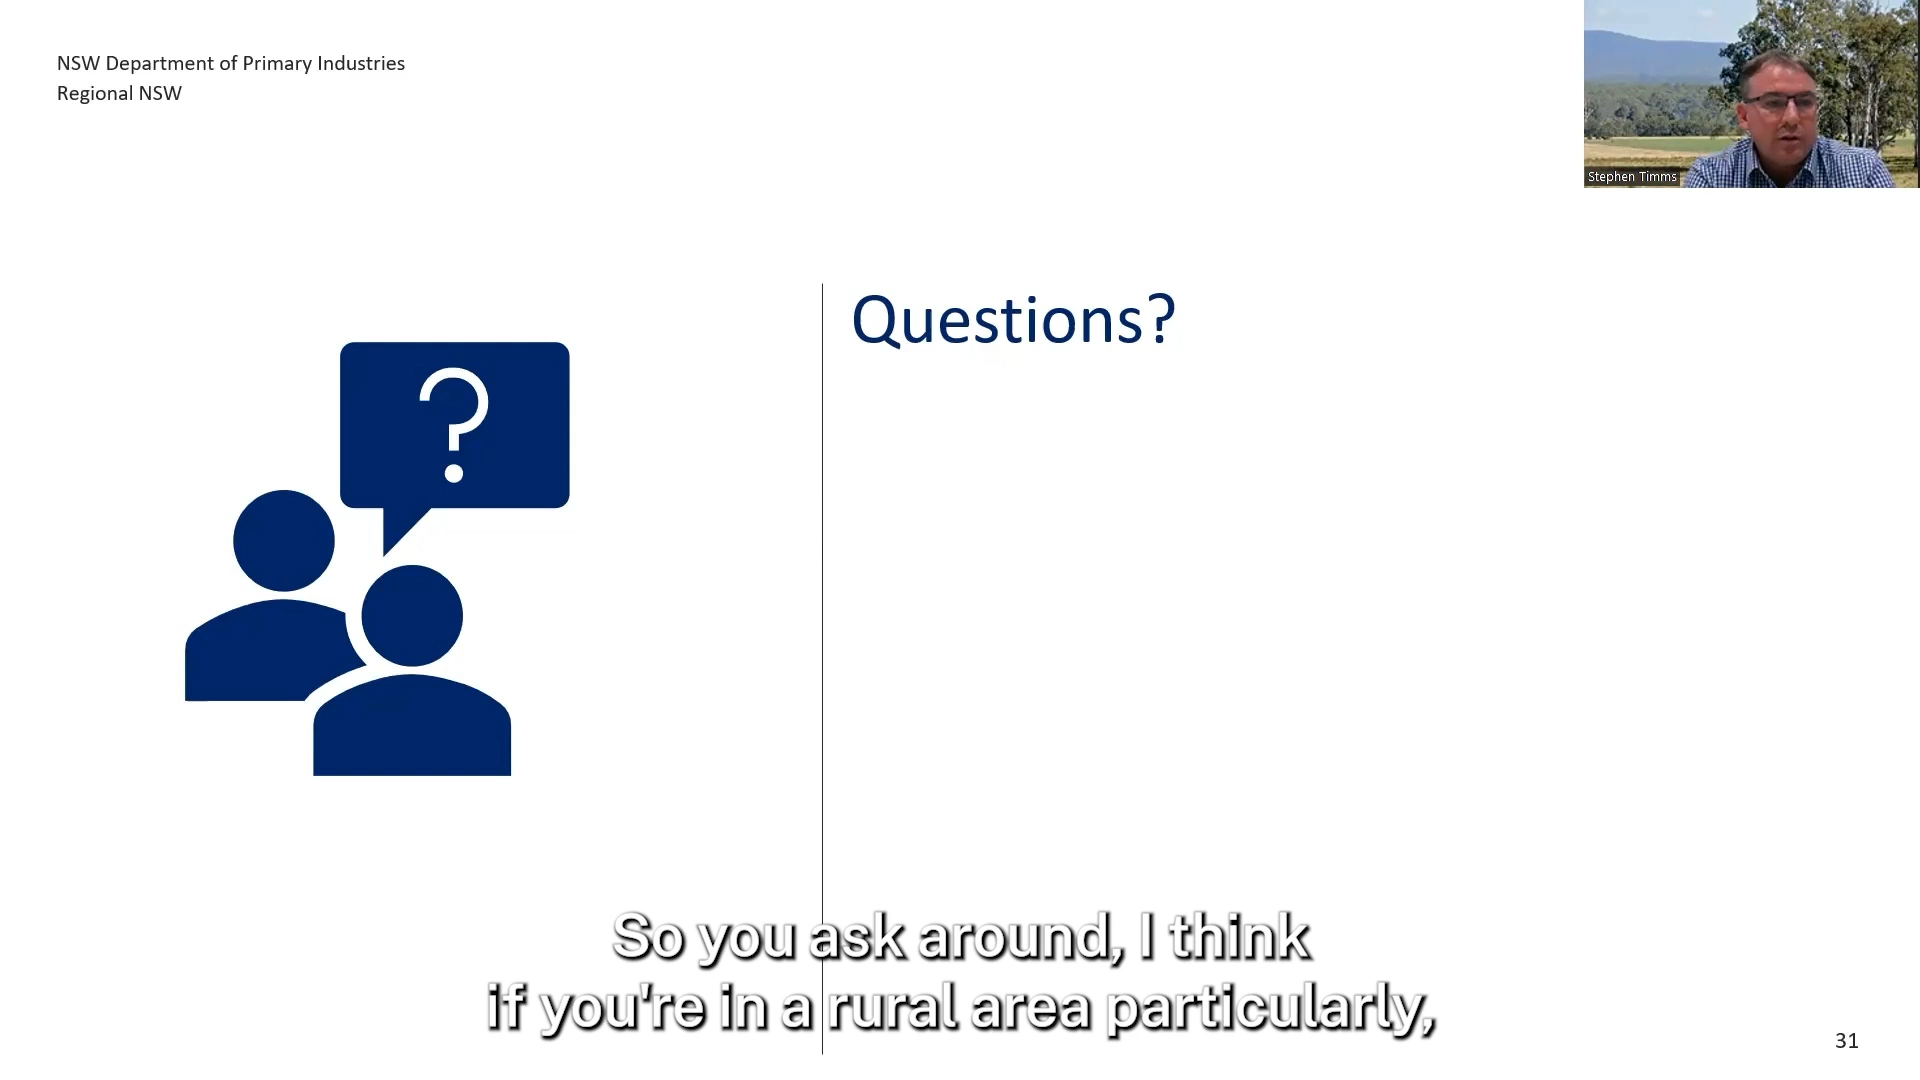 NSW Department of Primary Industries
Regional NSW
Stephen Timms
Questions?
?
So you ask around, I think
if you're in a rural area particularly,
31